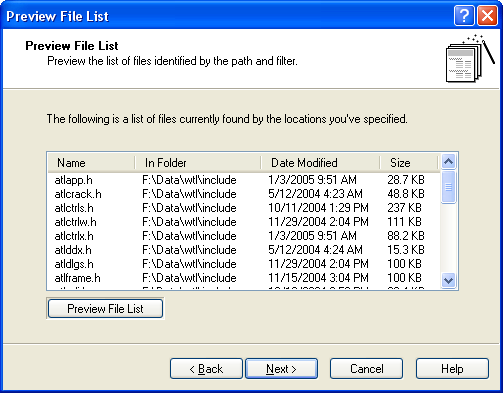 Preview File List
Preview File List
Preview the list of files identified by the path and filter.
The following is a list of files currently found by the locations you've specified.
Name In Folder Date Modified Size
atlapp.h F:\Data\wtl\include 1/3/2005 9:51 AM 28.7 KB
atlcrack.h F:\Data\wtl\include 5/12/2004 4:23 AM 48.8 KB
atlctrls.h F:\Data\wtl\include 10/11/2004 1:29 PM 237 KB
atlctrlw.h F:\Data\wtl\include 11/29/2004 2:04 PM 111 KB
atlctrlx.h F:\Data\wtl\include 1/3/2005 9:51 AM 88.2 KB
atlddx.h F:\Data\wtl\include 5/12/2004 4:24 AM 15.3 KB
atldlgs.h F:\Data\wtl\include 11/29/2004 2:04 PM 100 KB
atlframe.h F:\Data\wtl\include 11/15/2004 3:04 PM 100 KB
Preview File List
< Back Next > Cancel Help